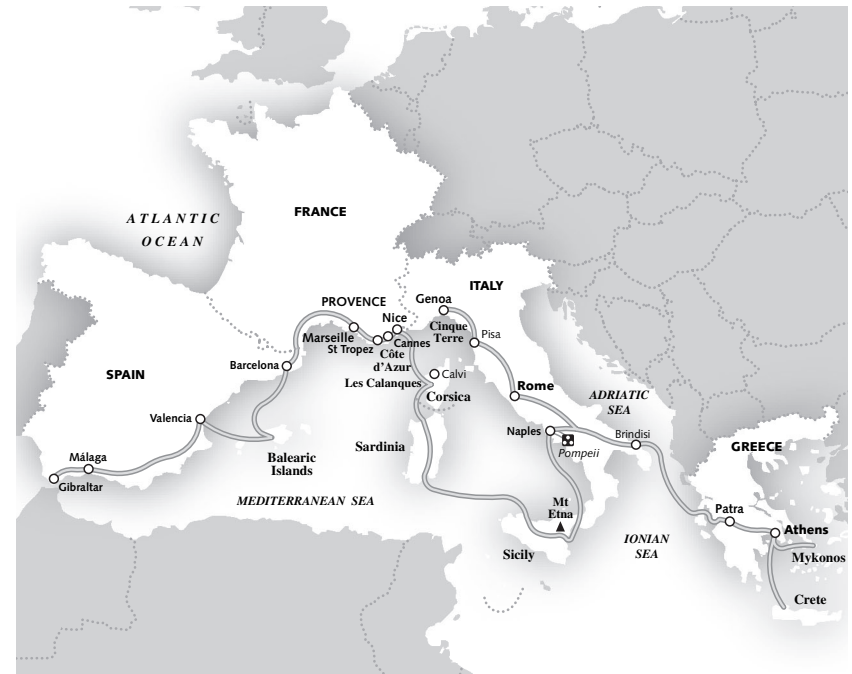 ATLANTIC
OCEAN
FRANCE
ITALY
PROVENCE
Genoa
Nice
Cinque
Terre
Pisa
Marseille
St Tropez
Cannes
Côte
d'Azur
Les Calanques
Calvi
Corsica
Barcelona
SPAIN
Rome
ADRIATIC
SEA
Valencia
Naples
Pompeii
Brindisi
GREECE
Balearic
Islands
Sardinia
Málaga
Gibraltar
MEDITERRANEAN SEA
Mt
Etna
Patra
Athens
IONIAN
SEA
Sicily
Mykonos
Crete